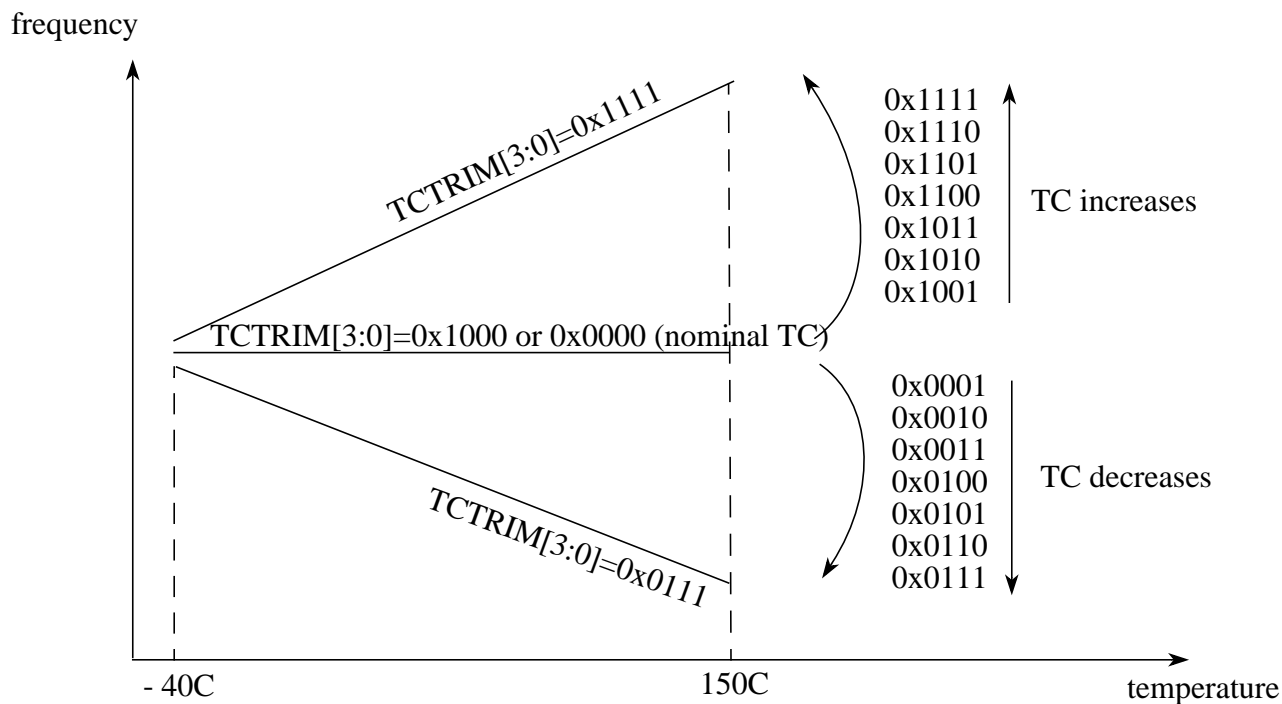 frequency
TCTRIM[3:0]=0x1111
0x1111
0x1110
0x1101
0x1100
0x1011
0x1010
0x1001
TC increases
TCTRIM[3:0]=0x1000 or 0x0000 (nominal TC)
0x0001
0x0010
0x0011
0x0100
0x0101
0x0110
0x0111
TC decreases
TCTRIM[3:0]=0x0111
- 40C
150C
temperature